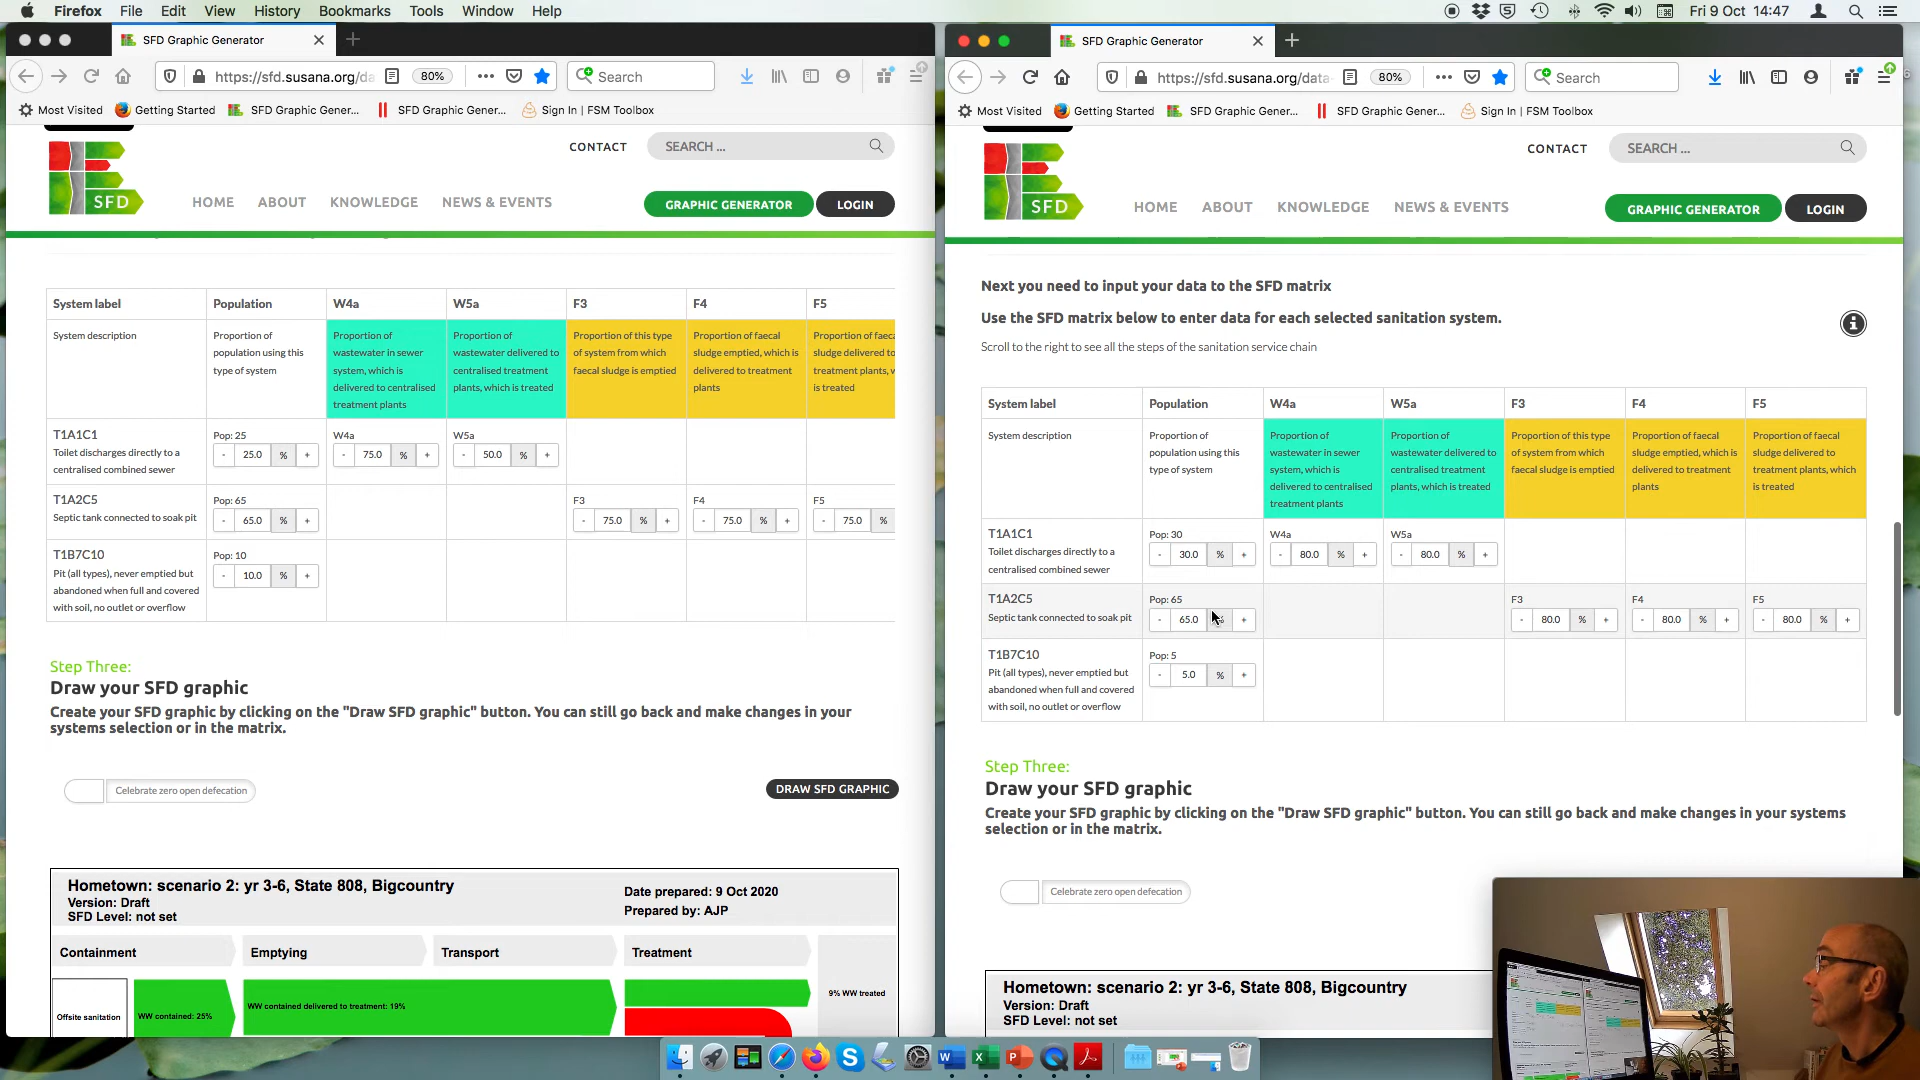 Firefox File Edit View History Bookmarks Tools Window Help
Fri 9 Oct 14:47
SFD Graphic Generator
https://sfd.susana.org/da
80%
Search
Most Visited Getting Started SFD Graphic Gener... SFD Graphic Gener... Sign In | FSM Toolbox
CONTACT SEARCH ...
SFD
HOME ABOUT KNOWLEDGE NEWS & EVENTS GRAPHIC GENERATOR LOGIN
System label Population W4a W5a F3 F4 F5
System description
Proportion of
population using this
type of system
Proportion of
wastewater in sewer
system, which is
delivered to centralised
treatment plants
Proportion of
wastewater delivered to
centralised treatment
plants, which is treated
Proportion of this type
of system from which
faecal sludge is emptied
Proportion of faecal
sludge emptied, which is
delivered to treatment
plants
Proportion of faeca
sludge delivered to
treatment plants, w
is treated
T1A1C1
Toilet discharges directly to a
centralised combined sewer
Pop: 25
- 25.0 % +
W4a
- 75.0 % +
W5a
- 50.0 % +
T1A2C5
Septic tank connected to soak pit
Pop: 65
- 65.0 % +
F3
- 75.0 % +
F4
- 75.0 % +
F5
- 75.0 %
T1B7C10
Pit (all types), never emptied but
abandoned when full and covered
with soil, no outlet or overflow
Pop: 10
- 10.0 % +
Step Three:
Draw your SFD graphic
Create your SFD graphic by clicking on the "Draw SFD graphic" button. You can still go back and make changes in your
systems selection or in the matrix.
Celebrate zero open defecation
DRAW SFD GRAPHIC
Hometown: scenario 2: yr 3-6, State 808, Bigcountry
Version: Draft
SFD Level: not set
Date prepared: 9 Oct 2020
Prepared by: AJP
Containment Emptying Transport Treatment
Offsite sanitation
WW contained: 25%
WW contained delivered to treatment: 19%
9% WW treated
SFD Graphic Generator
https://sfd.susana.org/data-
80%
Search
Most Visited Getting Started SFD Graphic Gener... SFD Graphic Gener... Sign In | FSM Toolbox
CONTACT SEARCH ...
SFD
HOME ABOUT KNOWLEDGE NEWS & EVENTS GRAPHIC GENERATOR LOGIN
Next you need to input your data to the SFD matrix
Use the SFD matrix below to enter data for each selected sanitation system.
Scroll to the right to see all the steps of the sanitation service chain
System label Population W4a W5a F3 F4 F5
System description
Proportion of
population using this
type of system
Proportion of
wastewater in sewer
system, which is
delivered to centralised
treatment plants
Proportion of
wastewater delivered to
centralised treatment
plants, which is treated
Proportion of this type
of system from which
faecal sludge is emptied
Proportion of faecal
sludge emptied, which is
delivered to treatment
plants
Proportion of faecal
sludge delivered to
treatment plants, which
is treated
T1A1C1
Toilet discharges directly to a
centralised combined sewer
Pop: 30
- 30.0 % +
W4a
- 80.0 % +
W5a
- 80.0 % +
T1A2C5
Septic tank connected to soak pit
Pop: 65
- 65.0 % +
F3
- 80.0 % +
F4
- 80.0 % +
F5
- 80.0 % +
T1B7C10
Pit (all types), never emptied but
abandoned when full and covered
with soil, no outlet or overflow
Pop: 5
- 5.0 % +
Step Three:
Draw your SFD graphic
Create your SFD graphic by clicking on the "Draw SFD graphic" button. You can still go back and make changes in your systems
selection or in the matrix.
Celebrate zero open defecation
Hometown: scenario 2: yr 3-6, State 808, Bigcountry
Version: Draft
SFD Level: not set